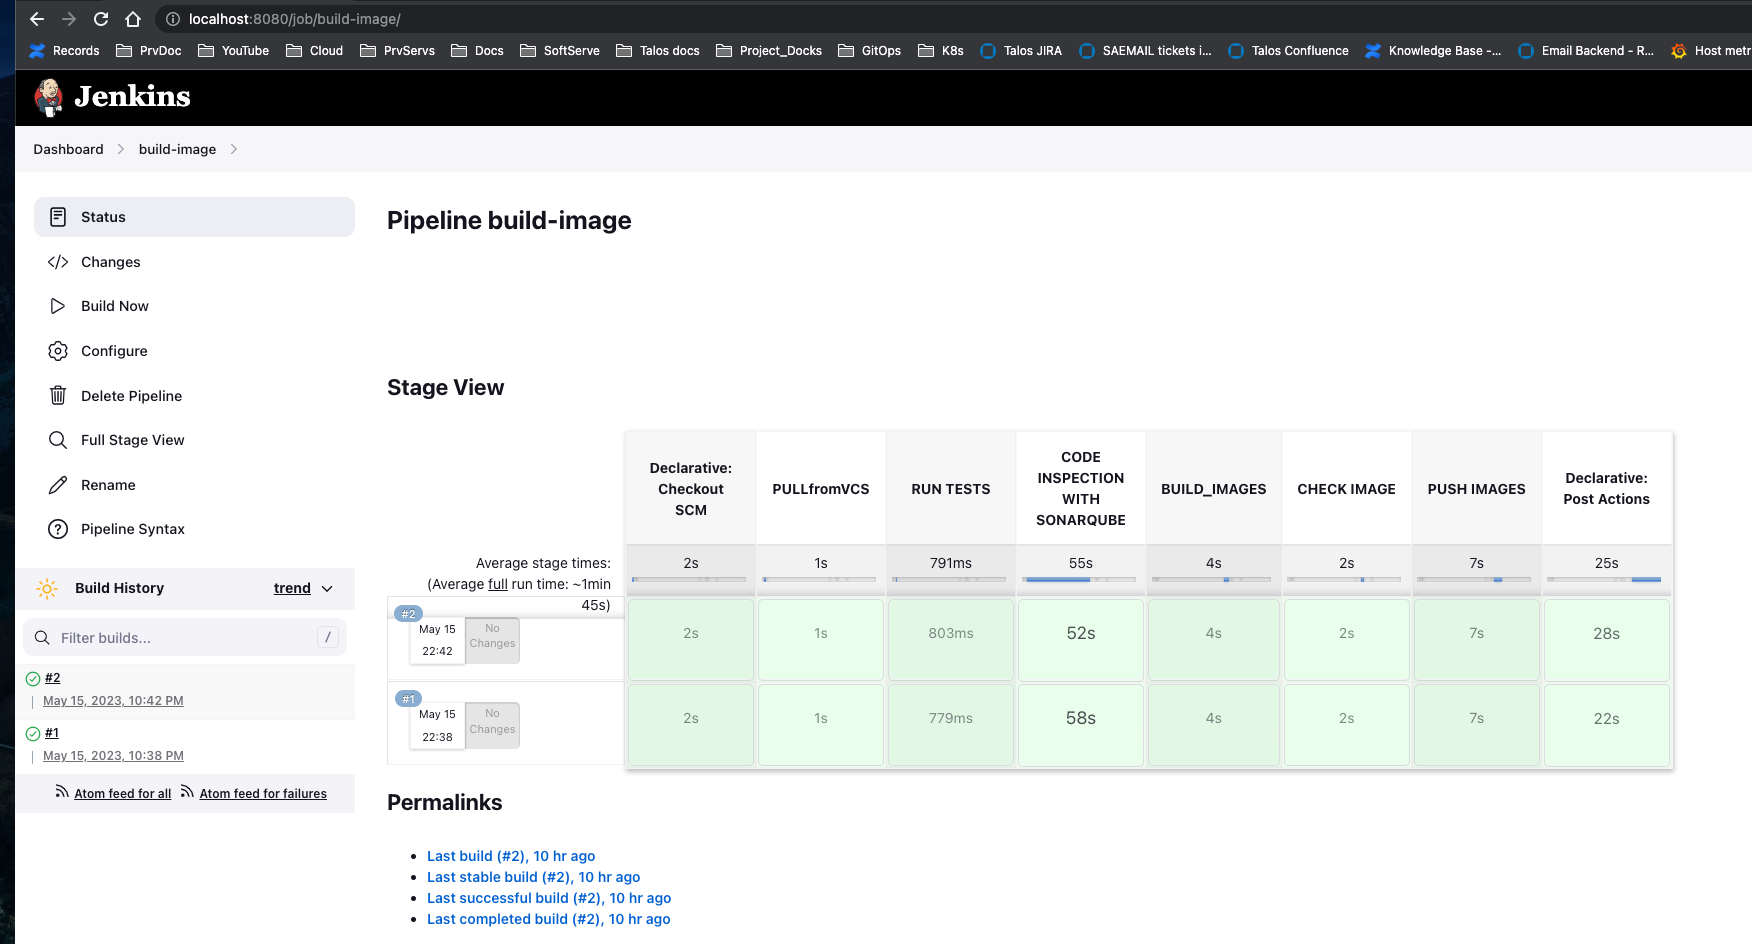 localhost:8080/job/build-image/
Records PrvDoc YouTube Cloud PrvServs Docs SoftServe Talos docs Project_Docks GitOps K8s Talos JIRA SAEMAIL tickets i... Talos Confluence Knowledge Base -... Email Backend - R... Host metr
Jenkins
Dashboard build-image
Status
Changes
Build Now
Configure
Delete Pipeline
Full Stage View
Rename
Pipeline Syntax
Build History trend
Filter builds... /
#2
May 15, 2023, 10:42 PM
#1
May 15, 2023, 10:38 PM
Atom feed for all Atom feed for failures
Pipeline build-image
Stage View
Declarative:
Checkout
SCM
PULLfromVCS
RUN TESTS
CODE
INSPECTION
WITH
SONARQUBE
BUILD_IMAGES
CHECK IMAGE
PUSH IMAGES
Declarative:
Post Actions
Average stage times:
(Average full run time: ~1min
45s)
2s 1s 791ms 55s 4s 2s 7s 25s
#2
May 15
22:42
No
Changes
2s 1s 803ms 52s 4s 2s 7s 28s
#1
May 15
22:38
No
Changes
2s 1s 779ms 58s 4s 2s 7s 22s
Permalinks
Last build (#2), 10 hr ago
Last stable build (#2), 10 hr ago
Last successful build (#2), 10 hr ago
Last completed build (#2), 10 hr ago